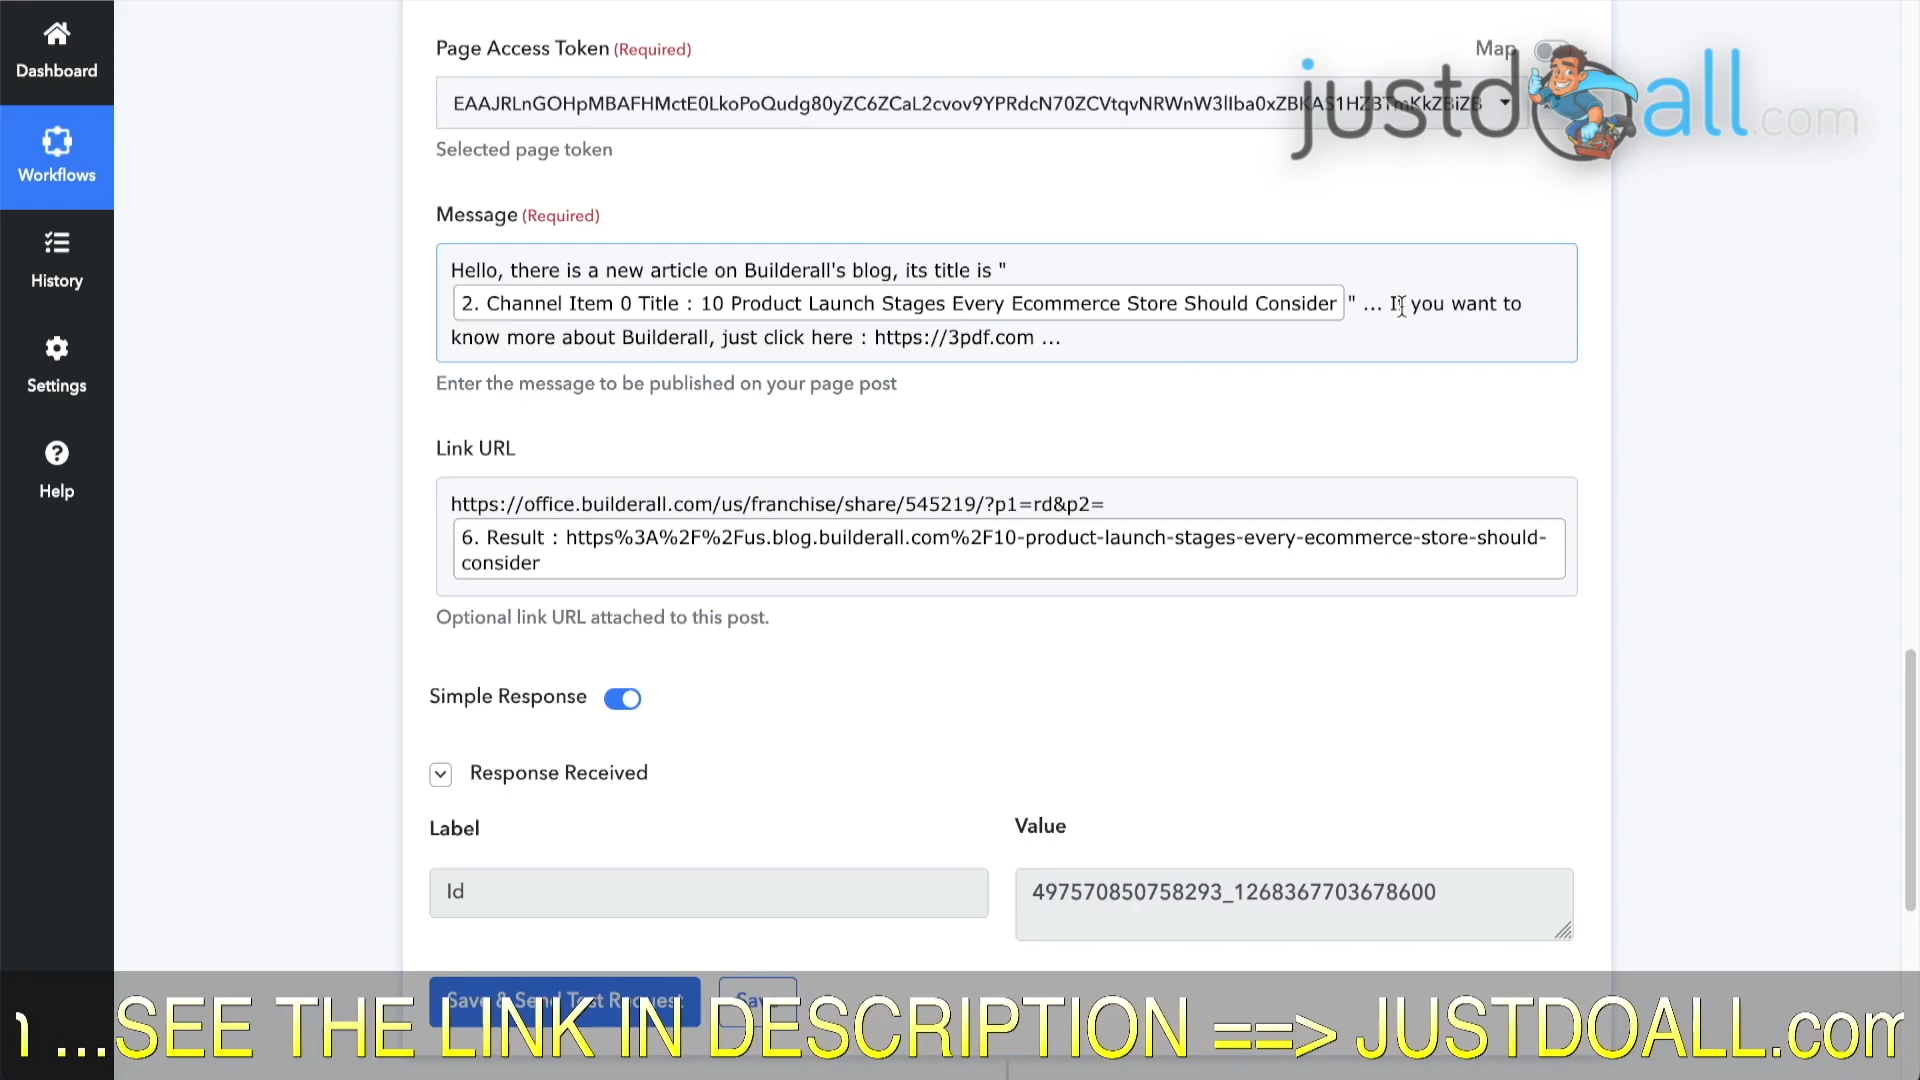 Dashboard
Workflows
History
Settings
Help
Page Access Token (Required)
Map
justdoall.com
Selected page token
Message (Required)
Hello, there is a new article on Builderall's blog, its title is "
2. Channel Item 0 Title : 10 Product Launch Stages Every Ecommerce Store Should Consider " ... If you want to
know more about Builderall, just click here : https://3pdf.com ...
Enter the message to be published on your page post
Link URL
https://office.builderall.com/us/franchise/share/545219/?p1=rd&p2=
6. Result : https%3A%2F%2Fus.blog.builderall.com%2F10-product-launch-stages-every-ecommerce-store-should-
consider
Optional link URL attached to this post.
Simple Response
Response Received
Label
Value
Id
497570850758293_1268367703678600
Save & Send Test Request
Save
...SEE THE LINK IN DESCRIPTION ==> JUSTDOALL.com